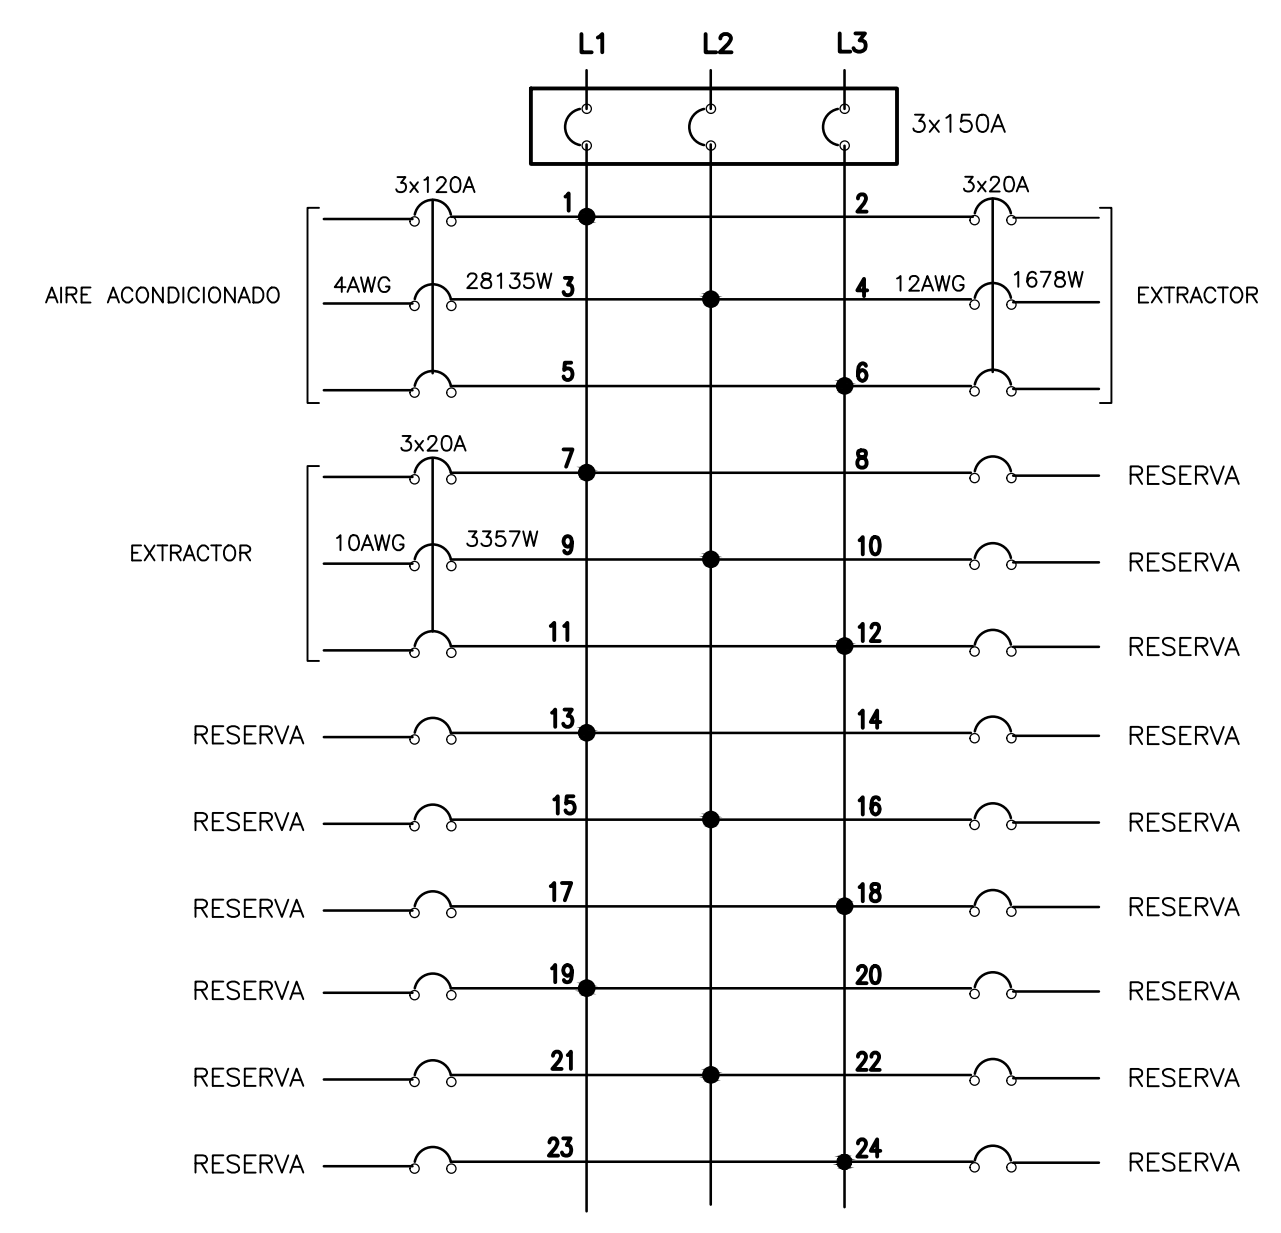 L1 L2 L3
3x150A
3x120A 1 2 3x20A
AIRE ACONDICIONADO 4AWG 28135W 3 4 12AWG 1678W EXTRACTOR
5 6
3x20A
7 8 RESERVA
EXTRACTOR 10AWG 3357W 9 10 RESERVA
11 12 RESERVA
RESERVA 13 14 RESERVA
RESERVA 15 16 RESERVA
RESERVA 17 18 RESERVA
RESERVA 19 20 RESERVA
RESERVA 21 22 RESERVA
RESERVA 23 24 RESERVA